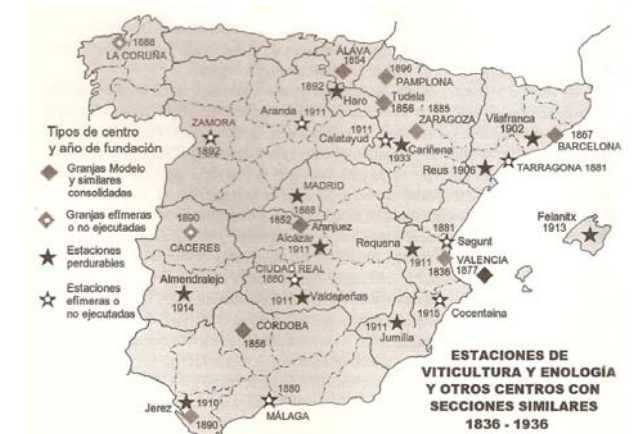 1888
LA CORUÑA
ALAVA
1854
1896
PAMPLONA
1892
Haro
Tudela
1856
1885
ZARAGOZA
Aranda
1911
ZAMORA
1892
1911
Calatayud
1933
Cariñena
Vilafranca
1902
1867
BARCELONA
Reus 1906
TARRAGONA 1881
Tipos de centro
y año de fundación
Granjas Modelo
y similares
consolidadas
Granjas efímeras
o no ejecutadas
Estaciones
perdurables
Estaciones
efímeras o
no ejecutadas
MADRID
1888
1852
Aranjuez
Alcázar
1911
1890
CACERES
Requena
1911
1881
Sagunt
1836
VALENCIA
1877
Felanitx
1913
Almendralejo
1914
CIUDAD REAL
1880
1911
Valdepeñas
1915
Cocentaina
CÓRDOBA
1856
1911
Jumilla
Jerez
1910
1890
1880
MÁLAGA
ESTACIONES DE
VITICULTURA Y ENOLOGÍA
Y OTROS CENTROS CON
SECCIONES SIMILARES
1836 - 1936